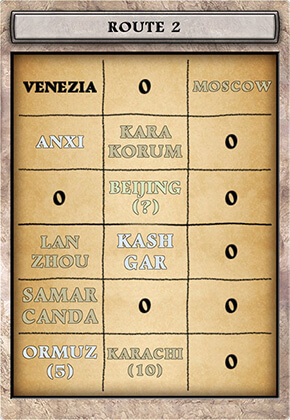 ROUTE 2
VENEZIA 0 MOSCOW
ANXI KARA KORUM 0
0 BEIJING (?) 0
LAN ZHOU KASH GAR 0
SAMAR CANDA 0 0
ORMUZ (5) KARACHI (10) 0